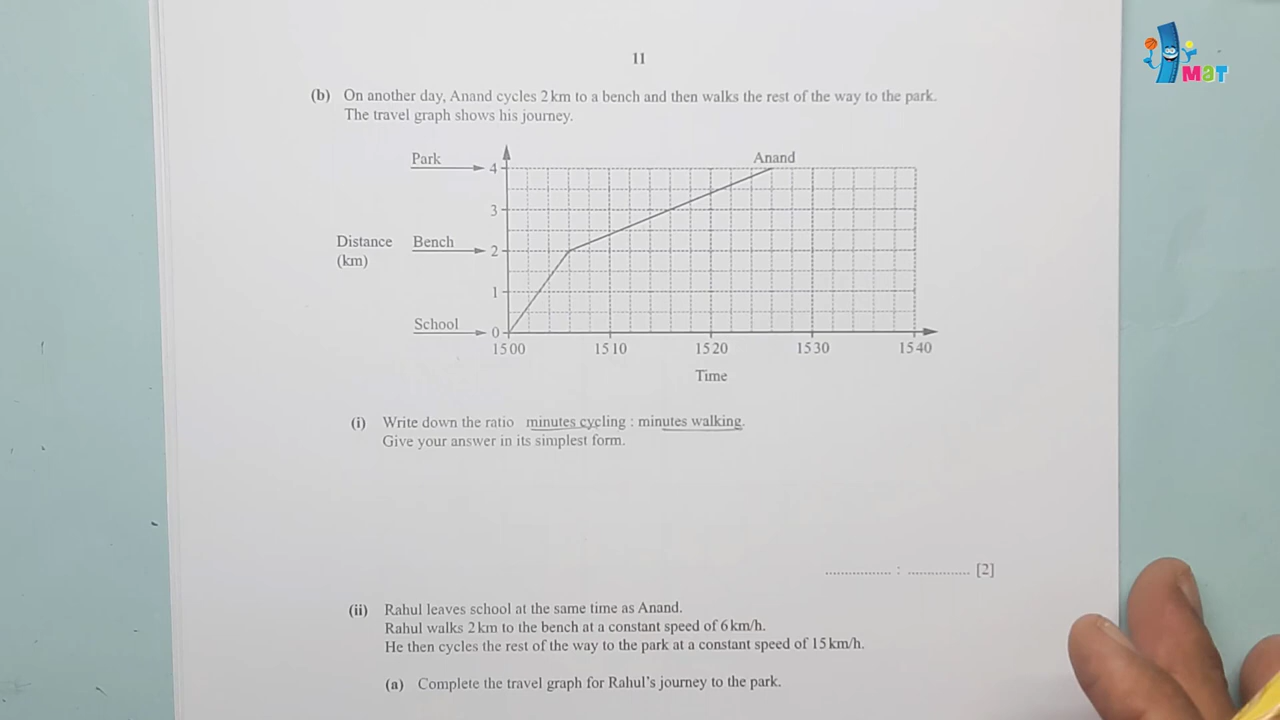 MaT
11
(b) On another day, Anand cycles 2 km to a bench and then walks the rest of the way to the park.
The travel graph shows his journey.
Park
4
Anand
3
Distance
(km)
Bench
2
1
School
0
1500 1510 1520 1530 1540
Time
(i) Write down the ratio minutes cycling : minutes walking.
Give your answer in its simplest form.
................ : ............... [2]
(ii) Rahul leaves school at the same time as Anand.
Rahul walks 2 km to the bench at a constant speed of 6 km/h.
He then cycles the rest of the way to the park at a constant speed of 15 km/h.
(a) Complete the travel graph for Rahul's journey to the park.